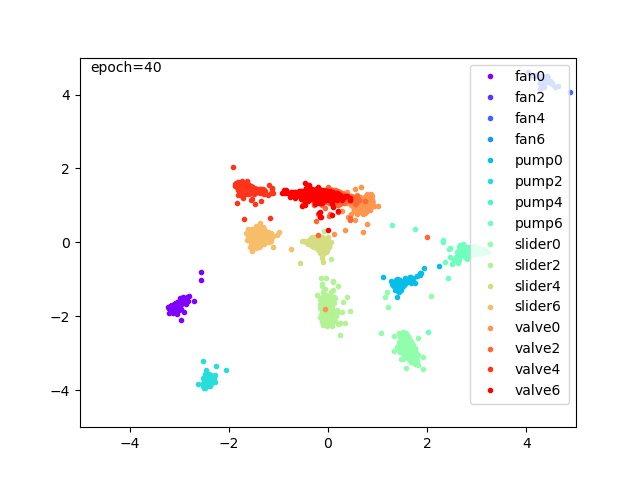 epoch=40
fan0
fan2
fan4
fan6
pump0
pump2
pump4
pump6
slider0
slider2
slider4
slider6
valve0
valve2
valve4
valve6
4
2
0
−2
−4
−4 −2 0 2 4